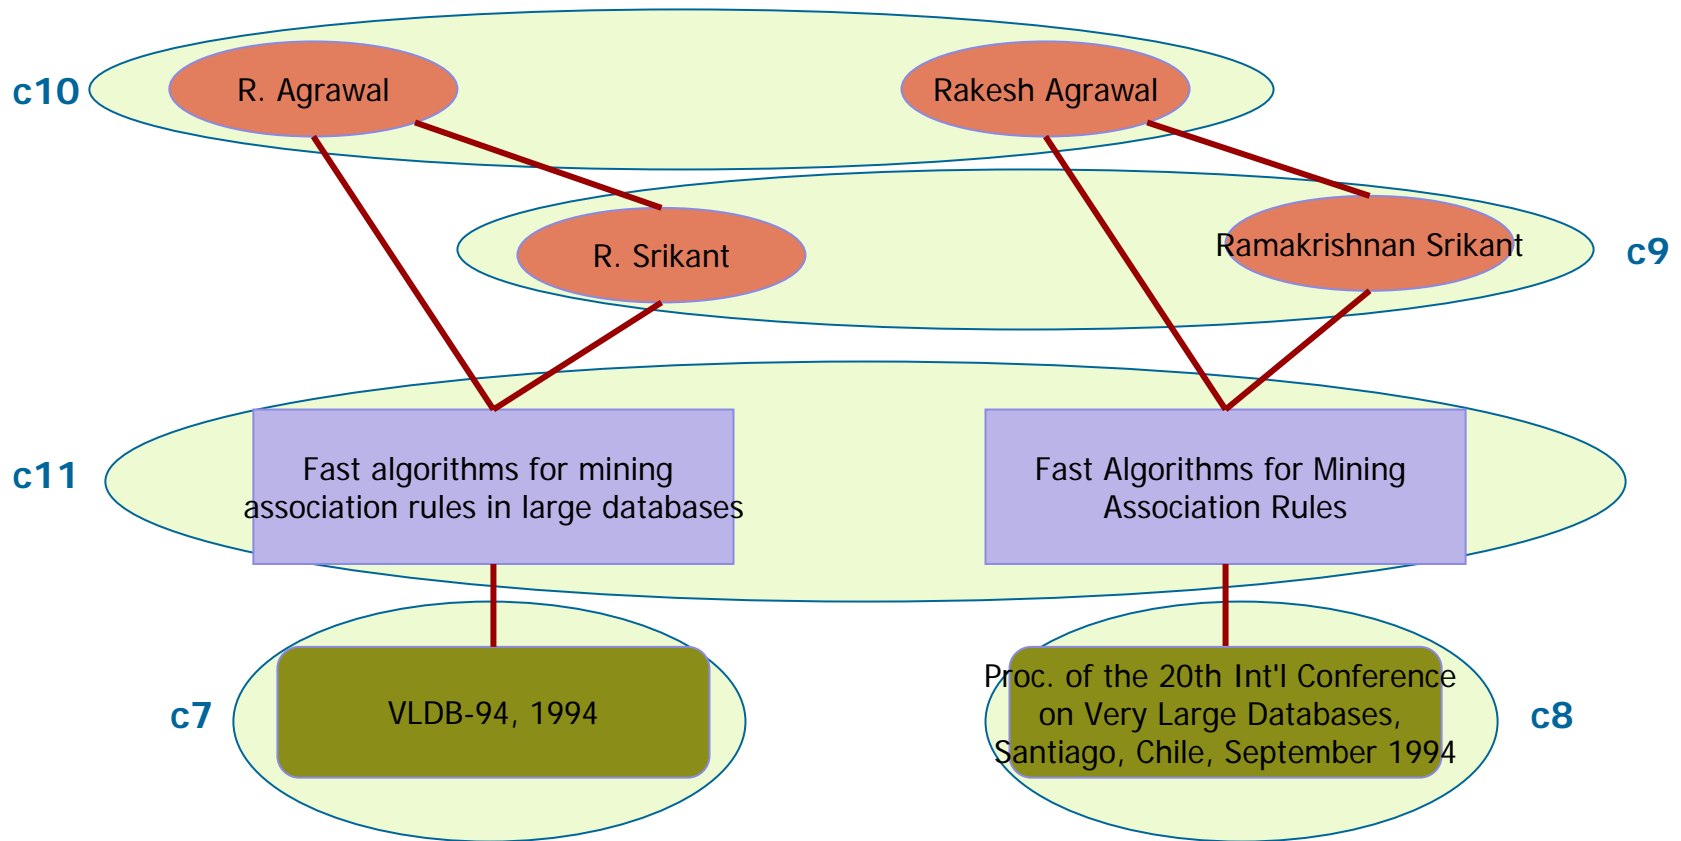 c10
R. Agrawal
Rakesh Agrawal
R. Srikant
Ramakrishnan Srikant
c9
c11
Fast algorithms for mining
association rules in large databases
Fast Algorithms for Mining
Association Rules
c7
VLDB-94, 1994
Proc. of the 20th Int'l Conference
on Very Large Databases,
Santiago, Chile, September 1994
c8